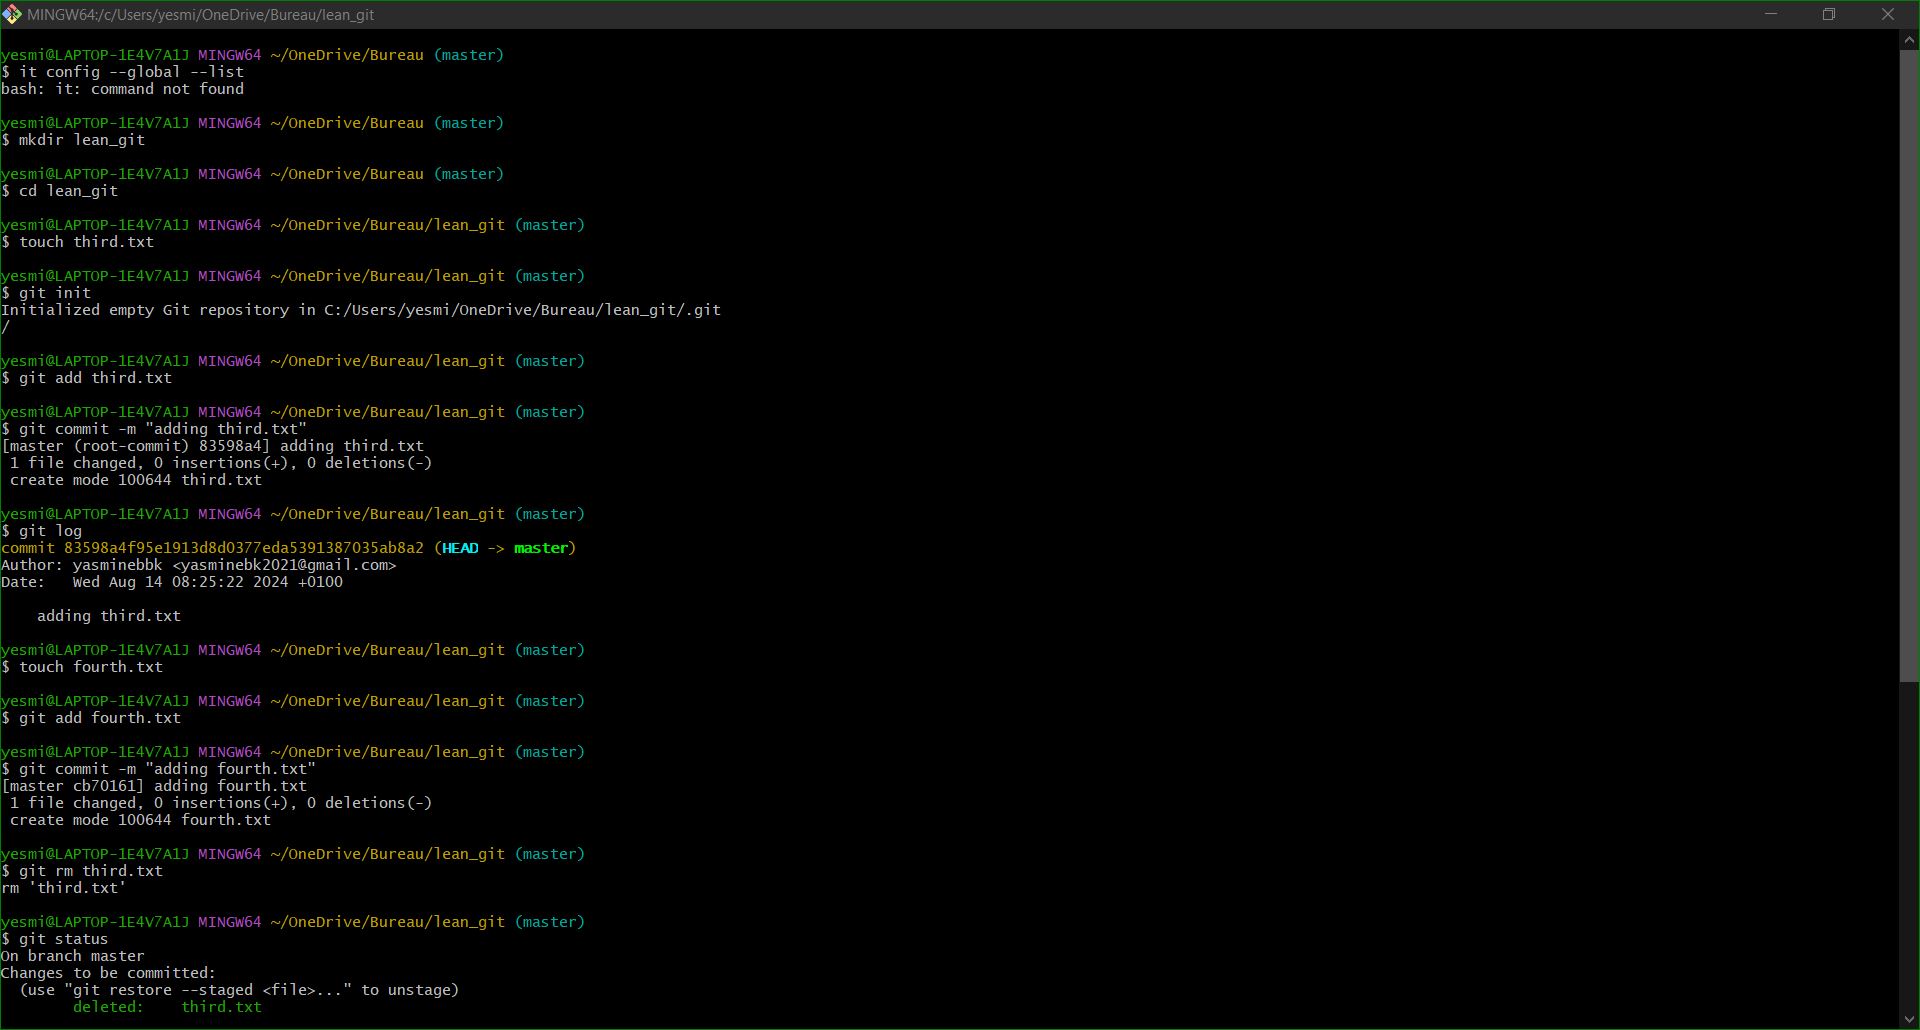 MINGW64:/c/Users/yesmi/OneDrive/Bureau/lean_git
yesmi@LAPTOP-1E4V7A1J MINGW64 ~/OneDrive/Bureau (master)
$ it config --global --list
bash: it: command not found
yesmi@LAPTOP-1E4V7A1J MINGW64 ~/OneDrive/Bureau (master)
$ mkdir lean_git
yesmi@LAPTOP-1E4V7A1J MINGW64 ~/OneDrive/Bureau (master)
$ cd lean_git
yesmi@LAPTOP-1E4V7A1J MINGW64 ~/OneDrive/Bureau/lean_git (master)
$ touch third.txt
yesmi@LAPTOP-1E4V7A1J MINGW64 ~/OneDrive/Bureau/lean_git (master)
$ git init
Initialized empty Git repository in C:/Users/yesmi/OneDrive/Bureau/lean_git/.git
/
yesmi@LAPTOP-1E4V7A1J MINGW64 ~/OneDrive/Bureau/lean_git (master)
$ git add third.txt
yesmi@LAPTOP-1E4V7A1J MINGW64 ~/OneDrive/Bureau/lean_git (master)
$ git commit -m "adding third.txt"
[master (root-commit) 83598a4] adding third.txt
 1 file changed, 0 insertions(+), 0 deletions(-)
 create mode 100644 third.txt
yesmi@LAPTOP-1E4V7A1J MINGW64 ~/OneDrive/Bureau/lean_git (master)
$ git log
commit 83598a4f95e1913d8d0377eda5391387035ab8a2 (HEAD -> master)
Author: yasminebbk <yasminebk2021@gmail.com>
Date:   Wed Aug 14 08:25:22 2024 +0100
    adding third.txt
yesmi@LAPTOP-1E4V7A1J MINGW64 ~/OneDrive/Bureau/lean_git (master)
$ touch fourth.txt
yesmi@LAPTOP-1E4V7A1J MINGW64 ~/OneDrive/Bureau/lean_git (master)
$ git add fourth.txt
yesmi@LAPTOP-1E4V7A1J MINGW64 ~/OneDrive/Bureau/lean_git (master)
$ git commit -m "adding fourth.txt"
[master cb70161] adding fourth.txt
 1 file changed, 0 insertions(+), 0 deletions(-)
 create mode 100644 fourth.txt
yesmi@LAPTOP-1E4V7A1J MINGW64 ~/OneDrive/Bureau/lean_git (master)
$ git rm third.txt
rm 'third.txt'
yesmi@LAPTOP-1E4V7A1J MINGW64 ~/OneDrive/Bureau/lean_git (master)
$ git status
On branch master
Changes to be committed:
  (use "git restore --staged <file>..." to unstage)
        deleted:    third.txt